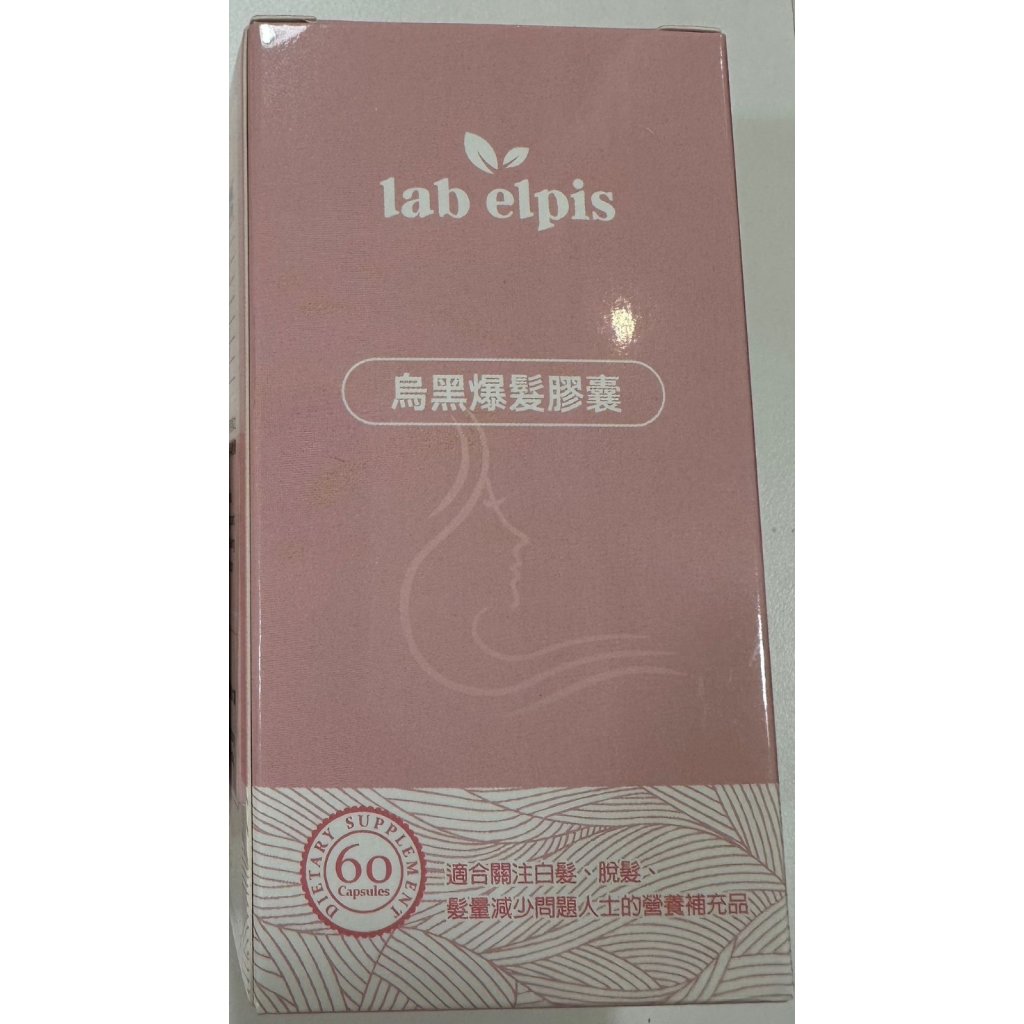 lab elpis
烏黑爆髮膠囊
DIETARY SUPPLEMENT
60
Capsules
適合關注白髮、脫髮、
髮量減少問題人士的營養補充品